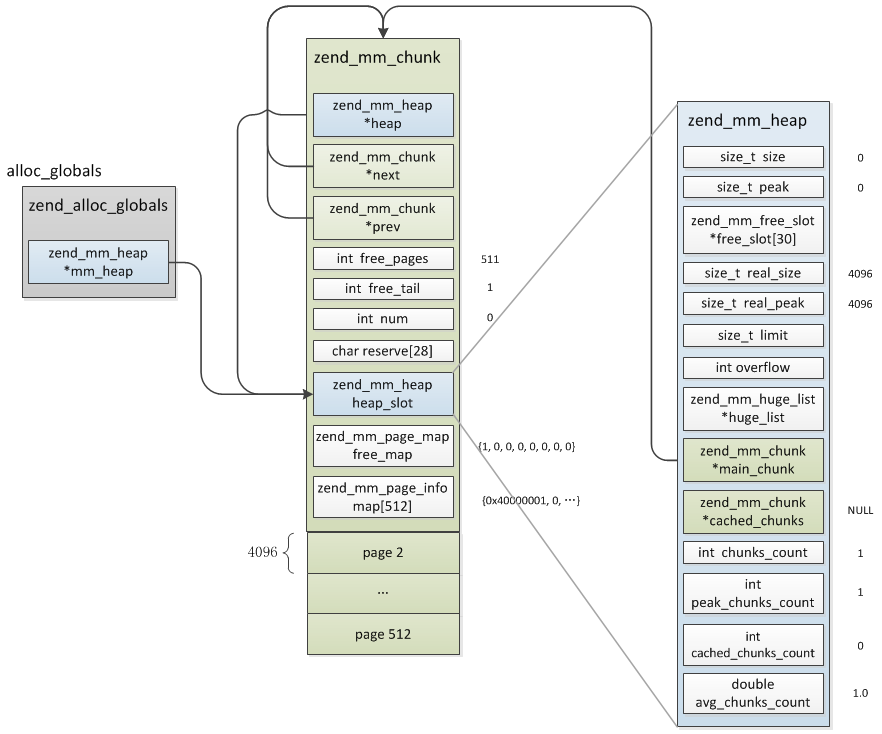 alloc_globals
zend_alloc_globals
zend_mm_heap
*mm_heap
zend_mm_chunk
zend_mm_heap
*heap
zend_mm_chunk
*next
zend_mm_chunk
*prev
int free_pages
511
int free_tail
1
int num
0
char reserve[28]
zend_mm_heap
heap_slot
zend_mm_page_map
free_map
{1, 0, 0, 0, 0, 0, 0, 0}
zend_mm_page_info
map[512]
{0x40000001, 0, ⋯}
4096
page 2
...
page 512
zend_mm_heap
size_t size
0
size_t peak
0
zend_mm_free_slot
*free_slot[30]
size_t real_size
4096
size_t real_peak
4096
size_t limit
int overflow
zend_mm_huge_list
*huge_list
zend_mm_chunk
*main_chunk
zend_mm_chunk
*cached_chunks
NULL
int chunks_count
1
int
peak_chunks_count
1
int
cached_chunks_count
0
double
avg_chunks_count
1.0